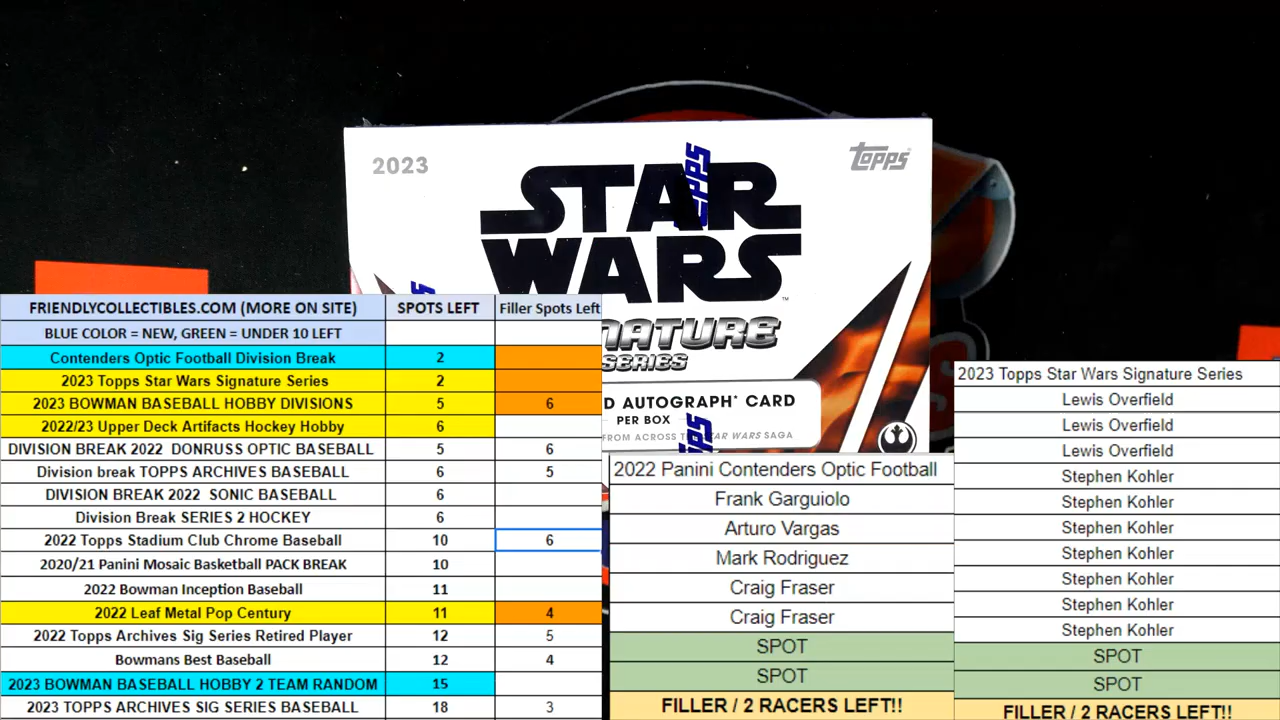 2023
topps
STAR
WARS
NATURE
SERIES
D AUTOGRAPH* CARD
PER BOX
FROM ACROSS T STAR WARS SAGA
FRIENDLYCOLLECTIBLES.COM (MORE ON SITE) SPOTS LEFT Filler Spots Left
BLUE COLOR = NEW, GREEN = UNDER 10 LEFT
Contenders Optic Football Division Break 2
2023 Topps Star Wars Signature Series 2
2023 BOWMAN BASEBALL HOBBY DIVISIONS 5 6
2022/23 Upper Deck Artifacts Hockey Hobby 6
DIVISION BREAK 2022 DONRUSS OPTIC BASEBALL 5 6
Division break TOPPS ARCHIVES BASEBALL 6 5
DIVISION BREAK 2022 SONIC BASEBALL 6
Division Break SERIES 2 HOCKEY 6
2022 Topps Stadium Club Chrome Baseball 10 6
2020/21 Panini Mosaic Basketball PACK BREAK 10
2022 Bowman Inception Baseball 11
2022 Leaf Metal Pop Century 11 4
2022 Topps Archives Sig Series Retired Player 12 5
Bowmans Best Baseball 12 4
2023 BOWMAN BASEBALL HOBBY 2 TEAM RANDOM 15
2023 TOPPS ARCHIVES SIG SERIES BASEBALL 18 3
2022 Panini Contenders Optic Football
Frank Garguiolo
Arturo Vargas
Mark Rodriguez
Craig Fraser
Craig Fraser
SPOT
SPOT
FILLER / 2 RACERS LEFT!!
2023 Topps Star Wars Signature Series
Lewis Overfield
Lewis Overfield
Lewis Overfield
Stephen Kohler
Stephen Kohler
Stephen Kohler
Stephen Kohler
Stephen Kohler
Stephen Kohler
Stephen Kohler
SPOT
SPOT
FILLER / 2 RACERS LEFT!!